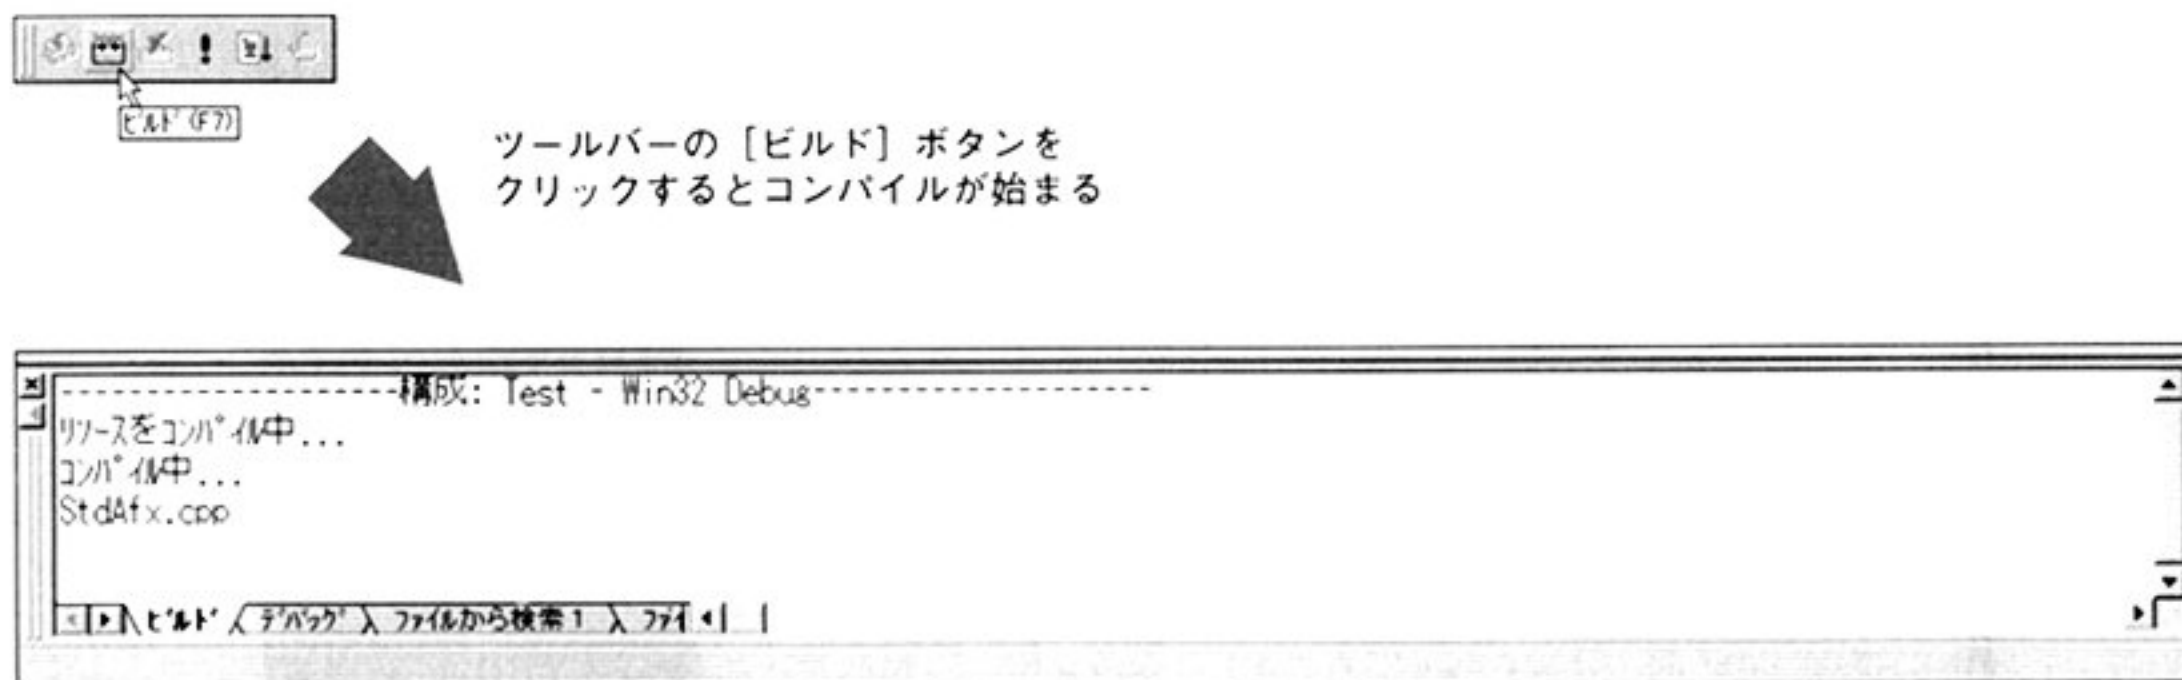 ﾋﾞﾙﾄﾞ(F7)
ツールバーの［ビルド］ボタンを
クリックするとコンパイルが始まる
--------------------構成: Test - Win32 Debug--------------------
ﾘｿｰｽをｺﾝﾊﾟｲﾙ中...
ｺﾝﾊﾟｲﾙ中...
StdAfx.cpp
ﾋﾞﾙﾄﾞ ﾃﾞﾊﾞｯｸﾞ ﾌｧｲﾙから検索1 ﾌｧｲ